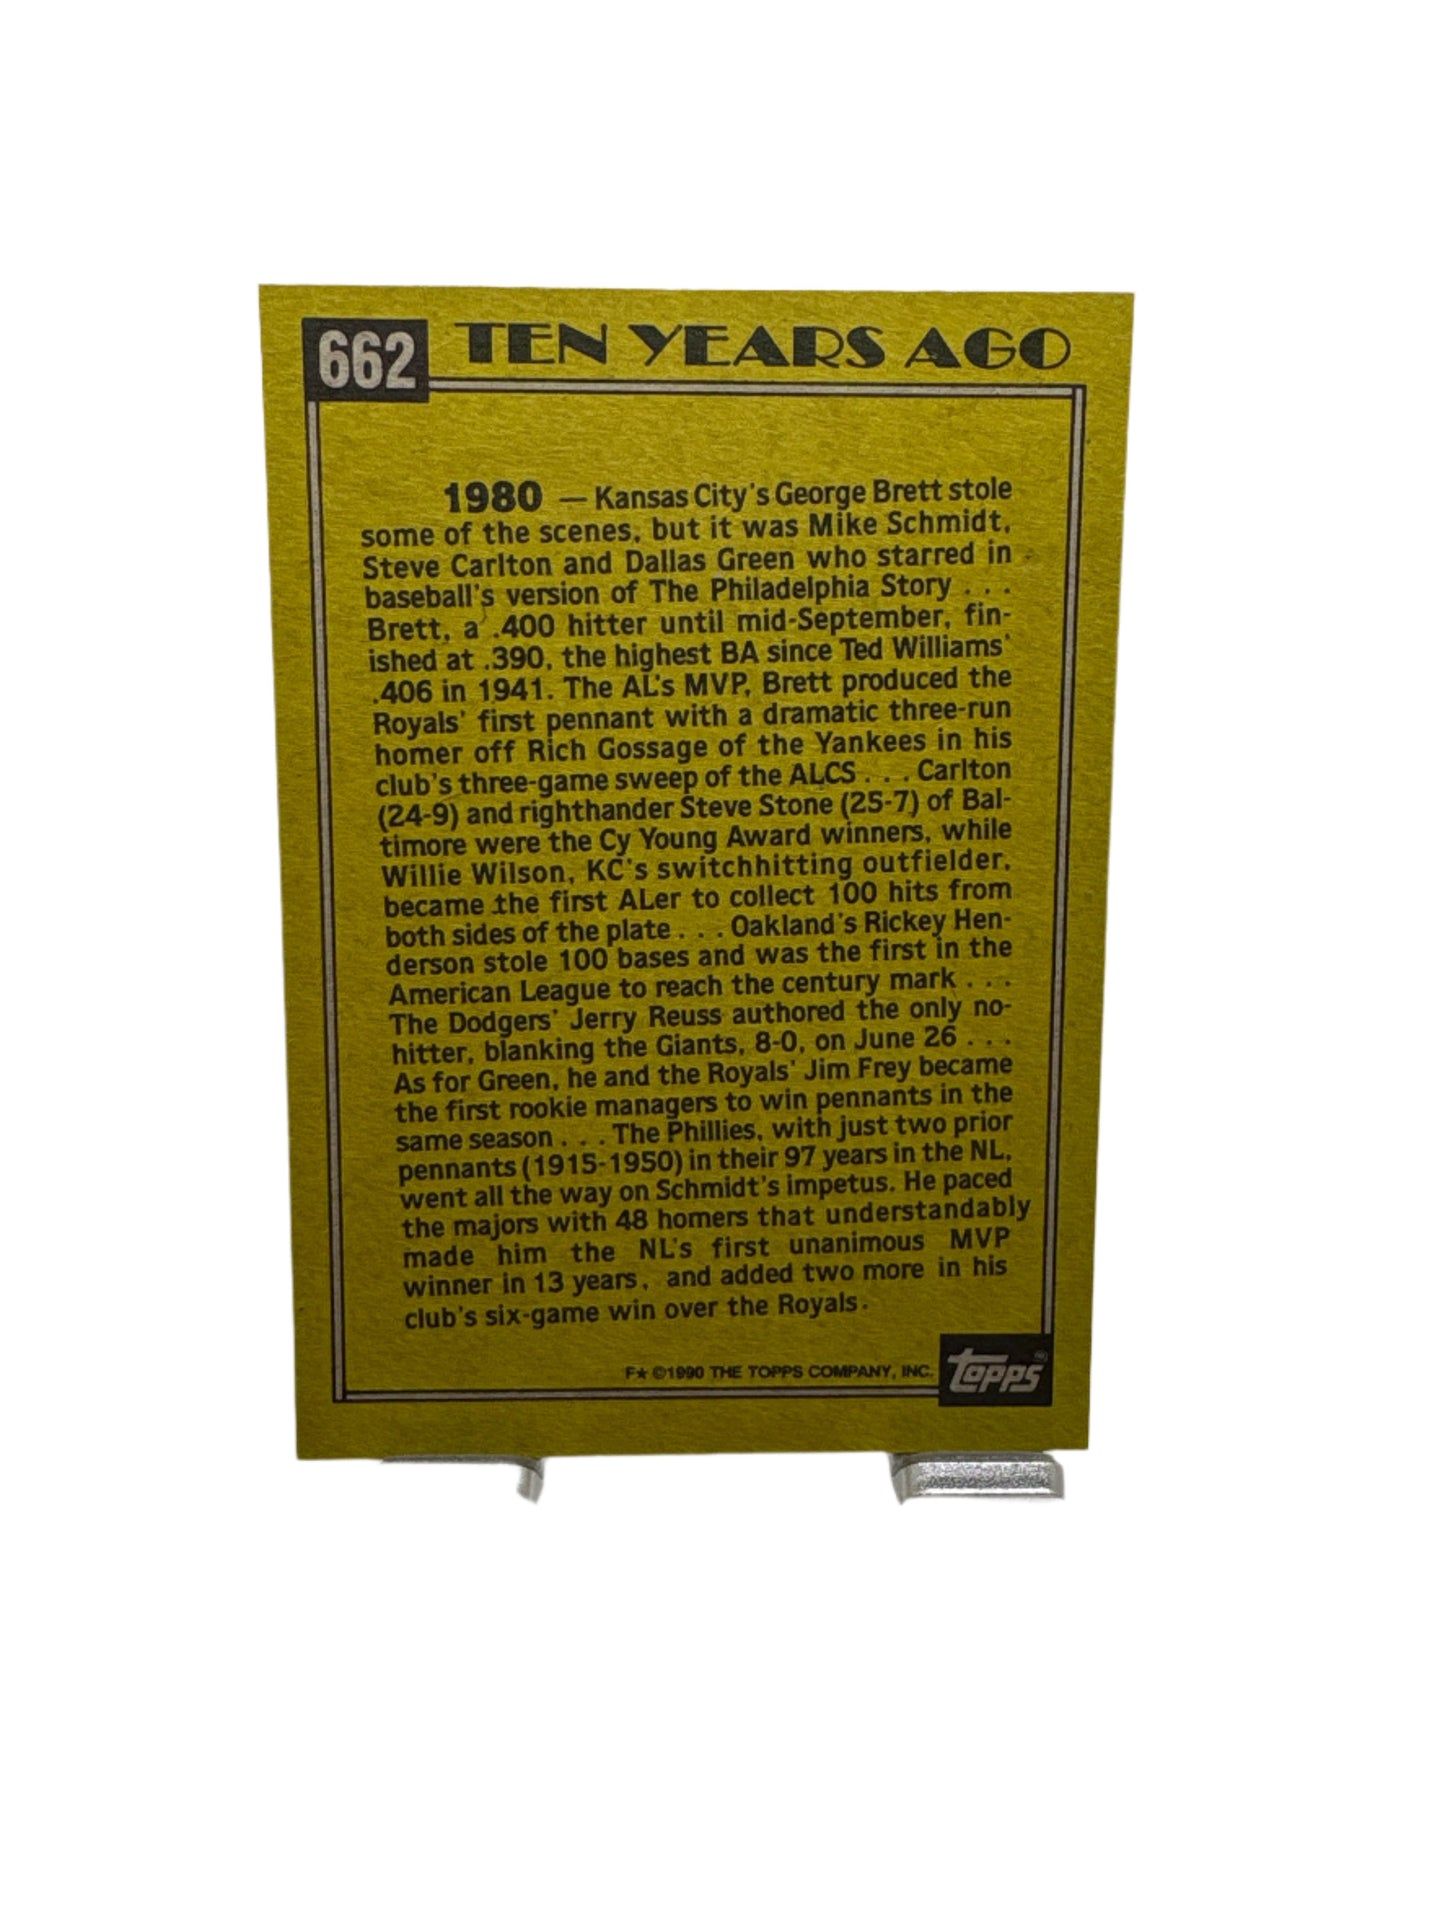 662 TEN YEARS AGO
1980 — Kansas City's George Brett stole
some of the scenes, but it was Mike Schmidt,
Steve Carlton and Dallas Green who starred in
baseball's version of The Philadelphia Story . . .
Brett, a .400 hitter until mid-September, fin-
ished at .390, the highest BA since Ted Williams'
.406 in 1941. The AL's MVP, Brett produced the
Royals' first pennant with a dramatic three-run
homer off Rich Gossage of the Yankees in his
club's three-game sweep of the ALCS . . . Carlton
(24-9) and righthander Steve Stone (25-7) of Bal-
timore were the Cy Young Award winners, while
Willie Wilson, KC's switchhitting outfielder,
became the first ALer to collect 100 hits from
both sides of the plate . . . Oakland's Rickey Hen-
derson stole 100 bases and was the first in the
American League to reach the century mark . . .
The Dodgers' Jerry Reuss authored the only no-
hitter, blanking the Giants, 8-0, on June 26 . . .
As for Green, he and the Royals' Jim Frey became
the first rookie managers to win pennants in the
same season . . . The Phillies, with just two prior
pennants (1915-1950) in their 97 years in the NL,
went all the way on Schmidt's impetus. He paced
the majors with 48 homers that understandably
made him the NL's first unanimous MVP
winner in 13 years, and added two more in his
club's six-game win over the Royals.
F★ ©1990 THE TOPPS COMPANY, INC.
topps®